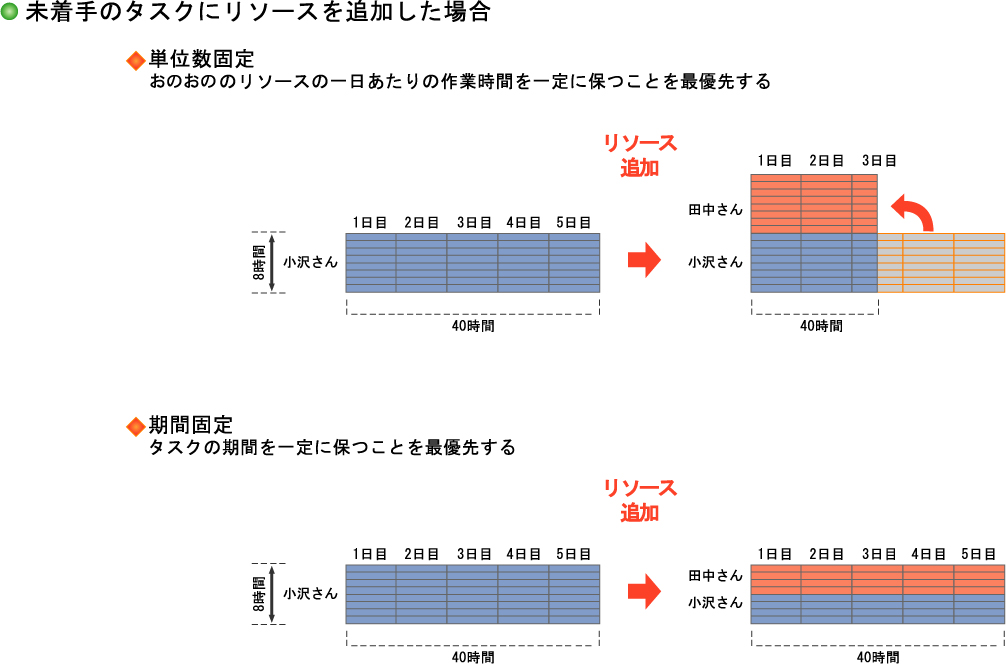 未着手のタスクにリソースを追加した場合
単位数固定
おのおののリソースの一日あたりの作業時間を一定に保つことを最優先する
リソース
追加
1日目 2日目 3日目
田中さん
1日目 2日目 3日目 4日目 5日目
8時間
小沢さん
小沢さん
40時間
40時間
期間固定
タスクの期間を一定に保つことを最優先する
リソース
追加
1日目 2日目 3日目 4日目 5日目
1日目 2日目 3日目 4日目 5日目
田中さん
8時間
小沢さん
小沢さん
40時間
40時間